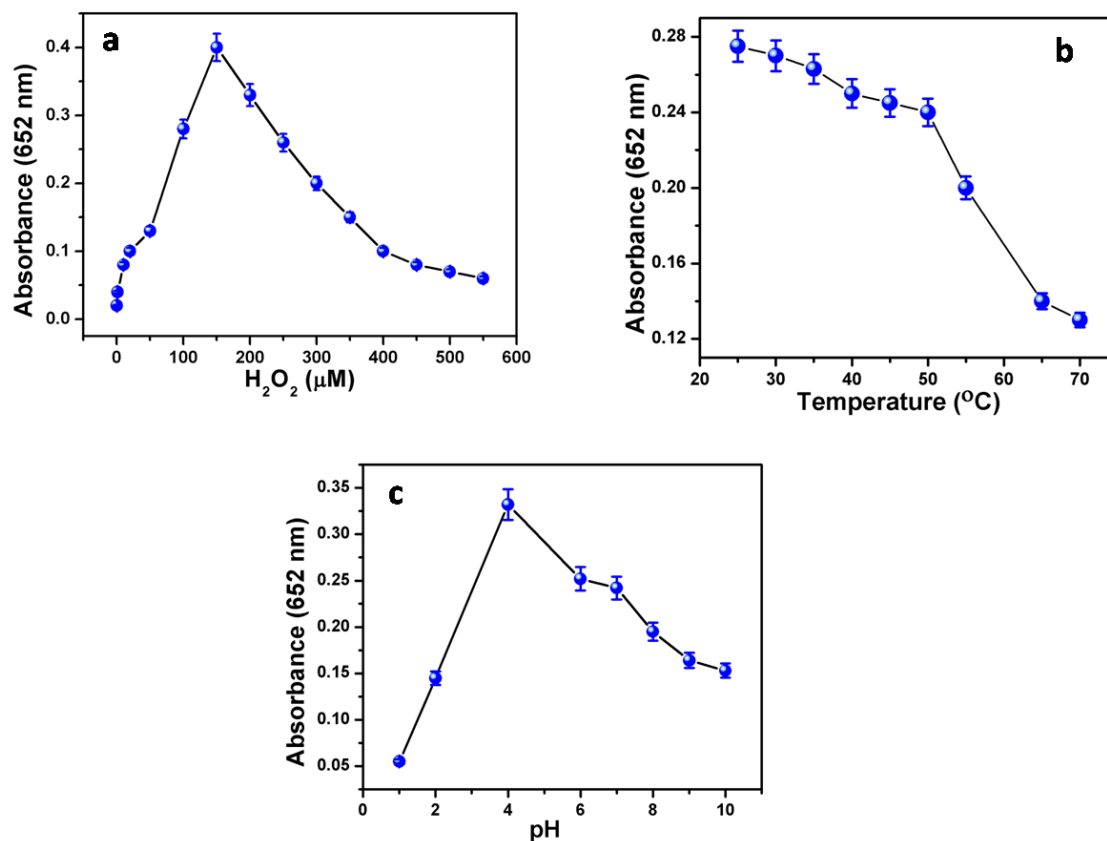 a
Absorbance (652 nm)
0.4
0.3
0.2
0.1
0.0
0 100 200 300 400 500 600
H₂O₂ (μM)
b
Absorbance (652 nm)
0.28
0.24
0.20
0.16
0.12
20 30 40 50 60 70
Temperature (°C)
c
Absorbance (652 nm)
0.35
0.30
0.25
0.20
0.15
0.10
0.05
0 2 4 6 8 10
pH